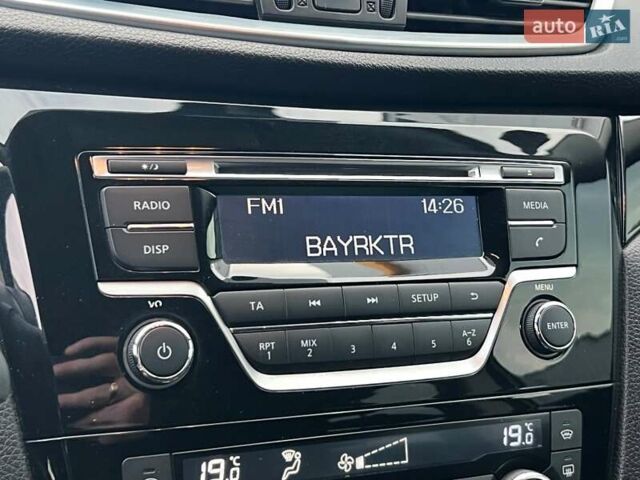 auto RIA
RADIO
DISP
FM1 14:26
BAYRKTR
MEDIA
TA SETUP
MENU
ENTER
RPT 1 MIX 2 3 4 5 A-Z 6
19.0 °C
19.0 °C